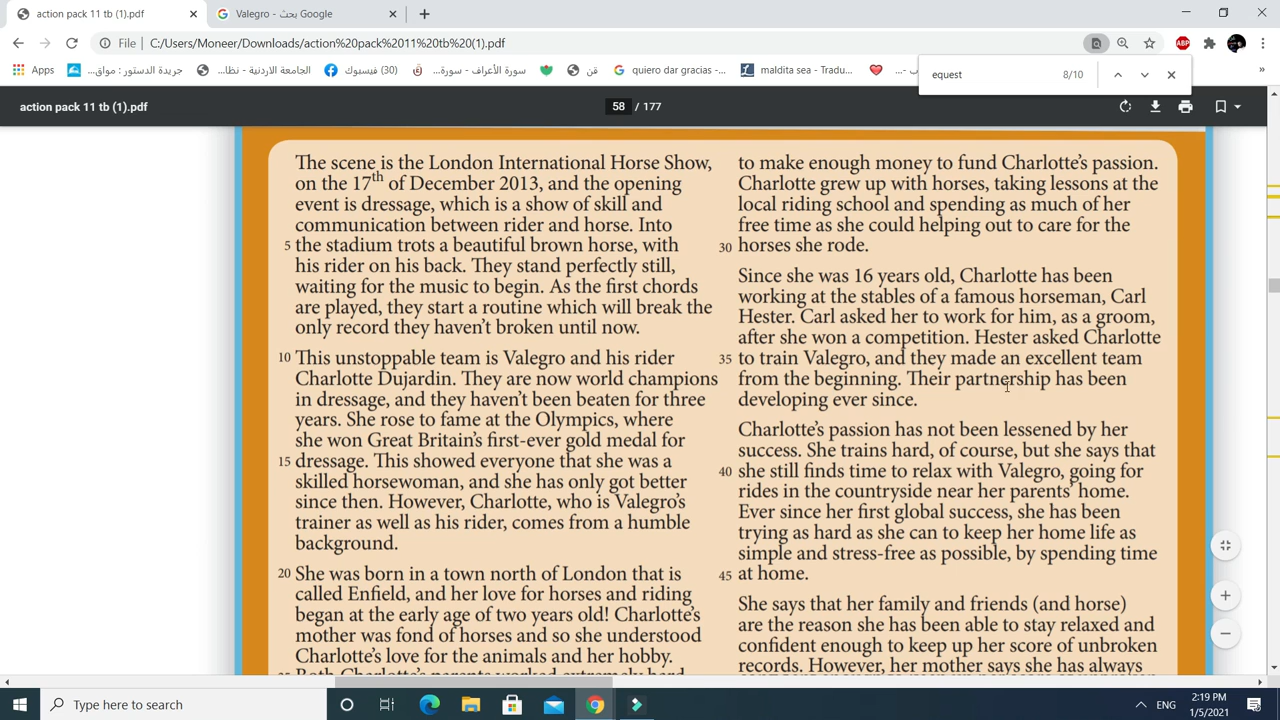 action pack 11 tb (1).pdf
Valegro - بحث Google
File
C:/Users/Moneer/Downloads/action%20pack%2011%20tb%20(1).pdf
ABP
Apps
جريدة الدستور : مواق...
الجامعة الاردنية - نظا...
(30) فيسبوك
سورة الأعراف - سورة...
فن
quiero dar gracias -...
maldita sea - Tradu...
equest
8/10
action pack 11 tb (1).pdf
58 / 177
The scene is the London International Horse Show,
on the 17th of December 2013, and the opening
event is dressage, which is a show of skill and
communication between rider and horse. Into
5 the stadium trots a beautiful brown horse, with
his rider on his back. They stand perfectly still,
waiting for the music to begin. As the first chords
are played, they start a routine which will break the
only record they haven't broken until now.
10 This unstoppable team is Valegro and his rider
Charlotte Dujardin. They are now world champions
in dressage, and they haven't been beaten for three
years. She rose to fame at the Olympics, where
she won Great Britain's first-ever gold medal for
15 dressage. This showed everyone that she was a
skilled horsewoman, and she has only got better
since then. However, Charlotte, who is Valegro's
trainer as well as his rider, comes from a humble
background.
20 She was born in a town north of London that is
called Enfield, and her love for horses and riding
began at the early age of two years old! Charlotte's
mother was fond of horses and so she understood
Charlotte's love for the animals and her hobby.
Both Charlotte's parents worked extremely hard
to make enough money to fund Charlotte's passion.
Charlotte grew up with horses, taking lessons at the
local riding school and spending as much of her
free time as she could helping out to care for the
30 horses she rode.
Since she was 16 years old, Charlotte has been
working at the stables of a famous horseman, Carl
Hester. Carl asked her to work for him, as a groom,
after she won a competition. Hester asked Charlotte
35 to train Valegro, and they made an excellent team
from the beginning. Their partnership has been
developing ever since.
Charlotte's passion has not been lessened by her
success. She trains hard, of course, but she says that
40 she still finds time to relax with Valegro, going for
rides in the countryside near her parents' home.
Ever since her first global success, she has been
trying as hard as she can to keep her home life as
simple and stress-free as possible, by spending time
45 at home.
She says that her family and friends (and horse)
are the reason she has been able to stay relaxed and
confident enough to keep up her score of unbroken
records. However, her mother says she has always
Type here to search
ENG
2:19 PM
1/5/2021